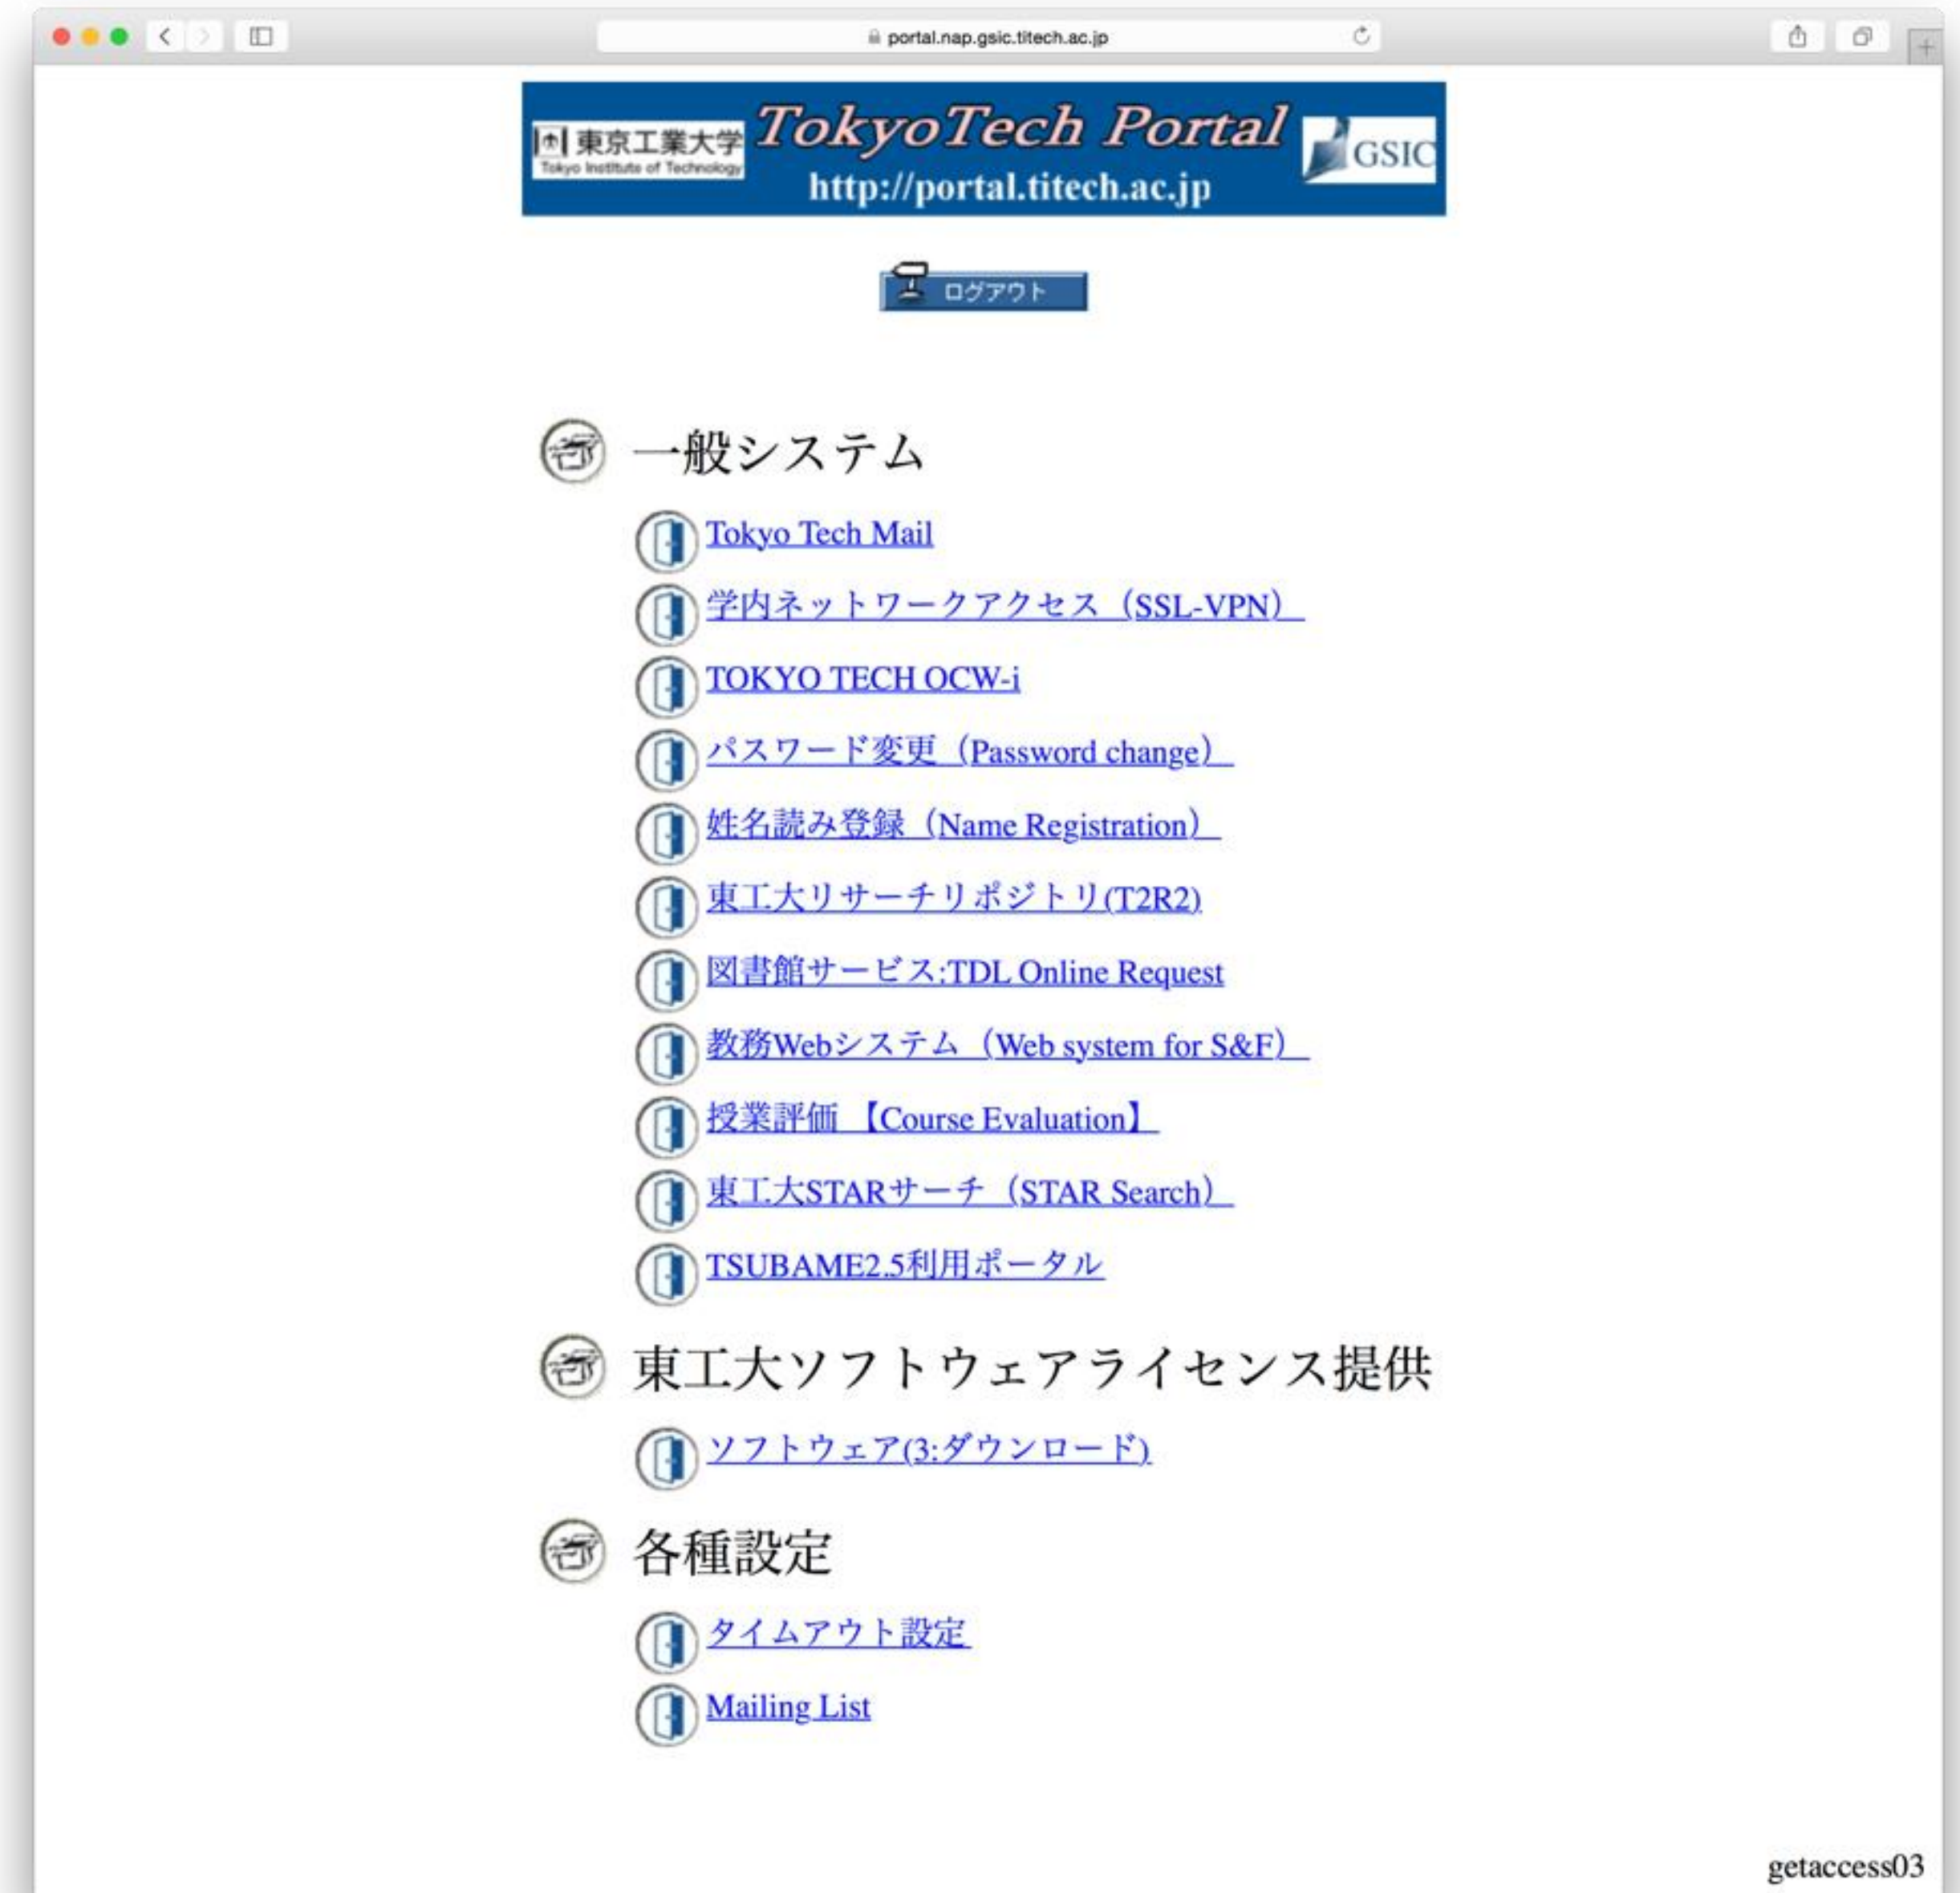 portal.nap.gsic.titech.ac.jp
東京工業大学
Tokyo Institute of Technology
TokyoTech Portal
http://portal.titech.ac.jp
GSIC
ログアウト
一般システム
Tokyo Tech Mail
学内ネットワークアクセス（SSL-VPN）
TOKYO TECH OCW-i
パスワード変更（Password change）
姓名読み登録（Name Registration）
東工大リサーチリポジトリ(T2R2)
図書館サービス:TDL Online Request
教務Webシステム（Web system for S&F）
授業評価 【Course Evaluation】
東工大STARサーチ（STAR Search）
TSUBAME2.5利用ポータル
東工大ソフトウェアライセンス提供
ソフトウェア(3:ダウンロード)
各種設定
タイムアウト設定
Mailing List
getaccess03